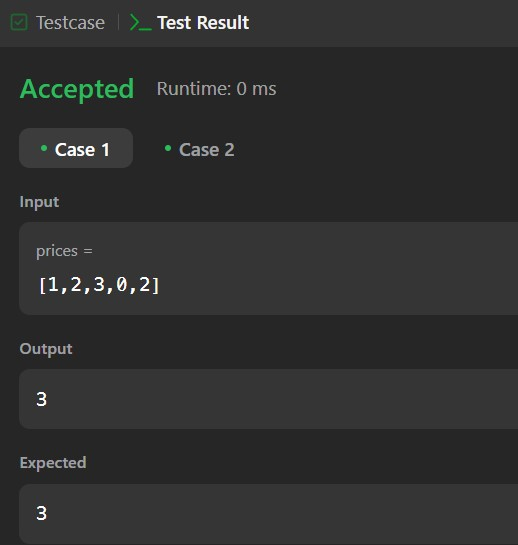 Testcase
Test Result
Accepted Runtime: 0 ms
Case 1 Case 2
Input
prices =
[1,2,3,0,2]
Output
3
Expected
3